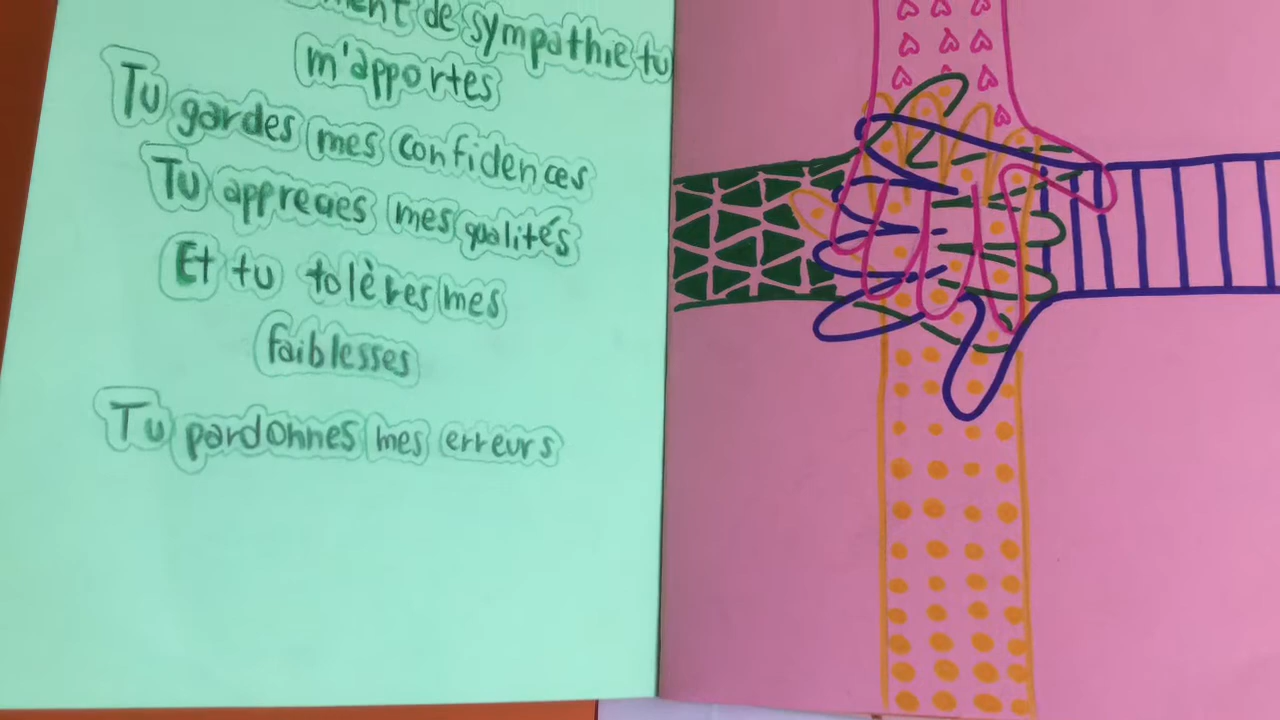 de sympathie tu
m'apportes
Tu gardes mes confidences
Tu apprecies mes qualités
Et tu tolères mes
faiblesses
Tu pardonnes mes erreurs